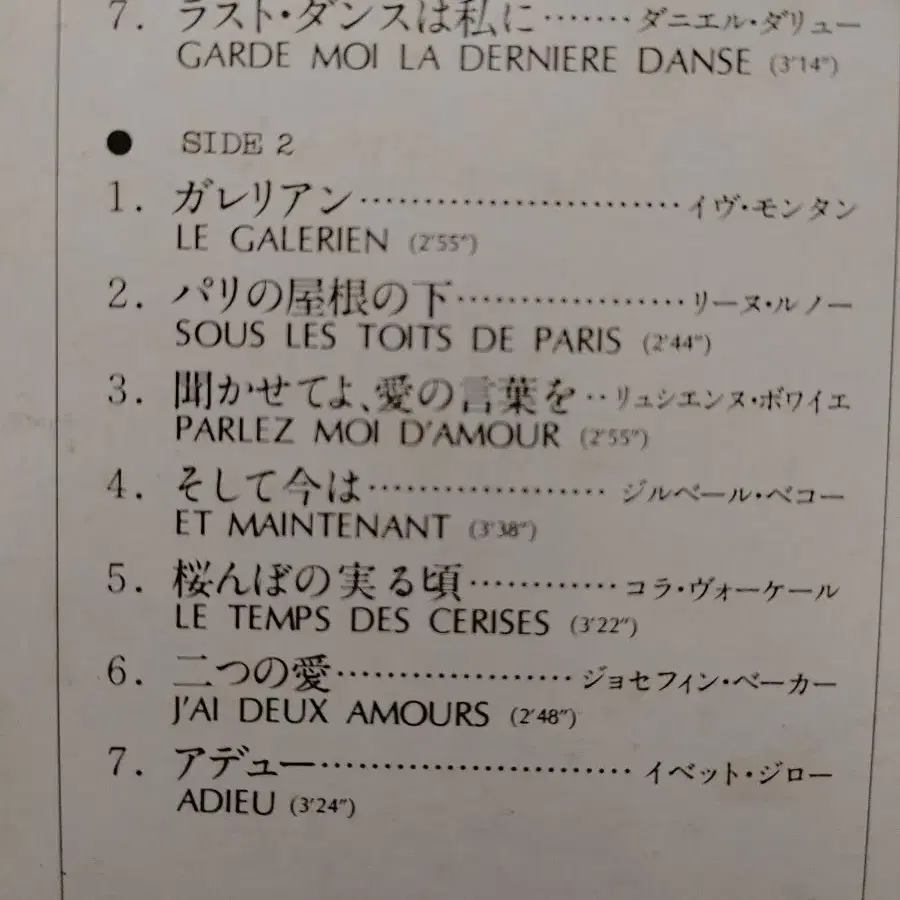 7. ラスト・ダンスは私に……… ダニエル・ダリュー
GARDE MOI LA DERNIERE DANSE (3'14")
● SIDE 2
1. ガレリアン……………………… イヴ・モンタン
LE GALERIEN (2'55")
2. パリの屋根の下……………… リーヌ・ルノー
SOUS LES TOITS DE PARIS (2'44")
3. 聞かせてよ、愛の言葉を‥リュシエンヌ・ボワイエ
PARLEZ MOI D'AMOUR (2'55")
4. そして今は………………… ジルベール・ベコー
ET MAINTENANT (3'38")
5. 桜んぼの実る頃…………… コラ・ヴォーケール
LE TEMPS DES CERISES (3'22")
6. 二つの愛………………… ジョセフィン・ベーカー
J'AI DEUX AMOURS (2'48")
7. アデュー……………………… イベット・ジロー
ADIEU (3'24")